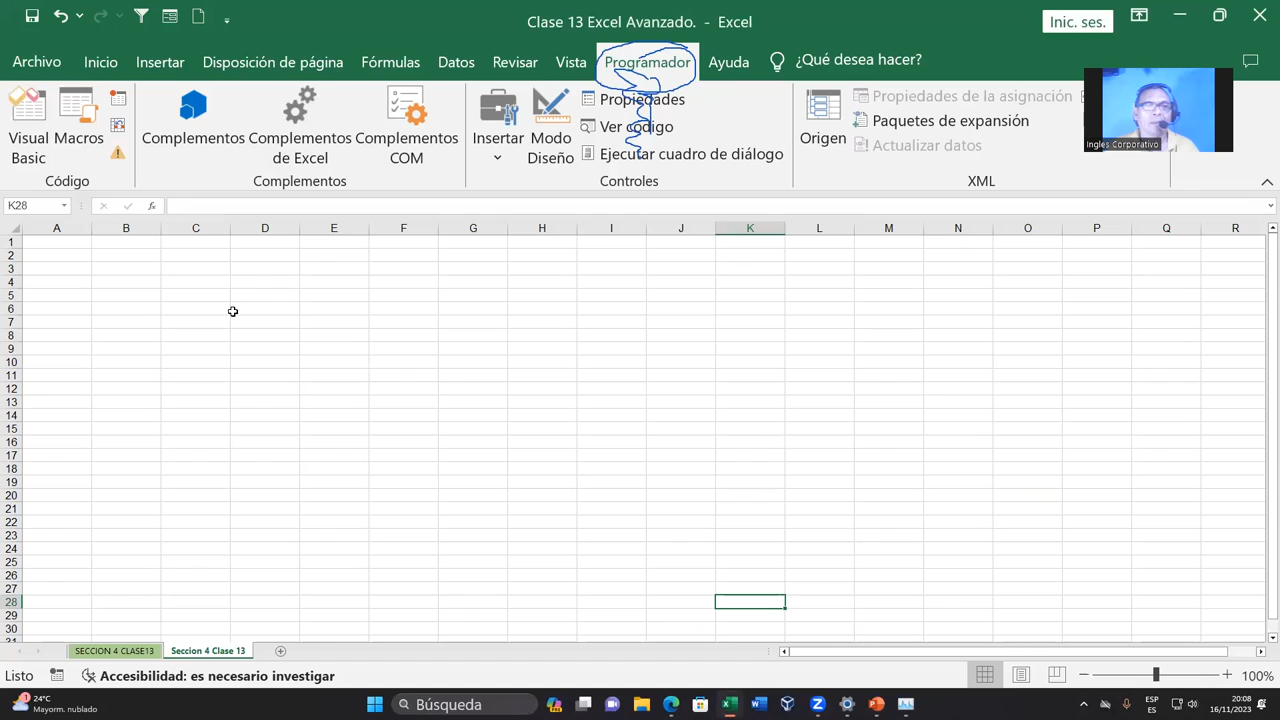 Clase 13 Excel Avanzado. - Excel
Inic. ses.
Archivo Inicio Insertar Disposición de página Fórmulas Datos Revisar Vista Programador Ayuda ¿Qué desea hacer?
Visual Basic
Macros
Código
Complementos
Complementos de Excel
Complementos COM
Complementos
Insertar
Modo Diseño
Propiedades
Ver código
Ejecutar cuadro de diálogo
Controles
Origen
Propiedades de la asignación
Paquetes de expansión
Actualizar datos
XML
Ingles Corporativo
K28
fx
A B C D E F G H I J K L M N O P Q R
1
2
3
4
5
6
7
8
9
10
11
12
13
14
15
16
17
18
19
20
21
22
23
24
25
26
27
28
29
30
31
SECCION 4 CLASE13 Seccion 4 Clase 13
Listo Accesibilidad: es necesario investigar 100%
1
24°C
Mayorm. nublado
Búsqueda
ESP
ES
20:08
16/11/2023